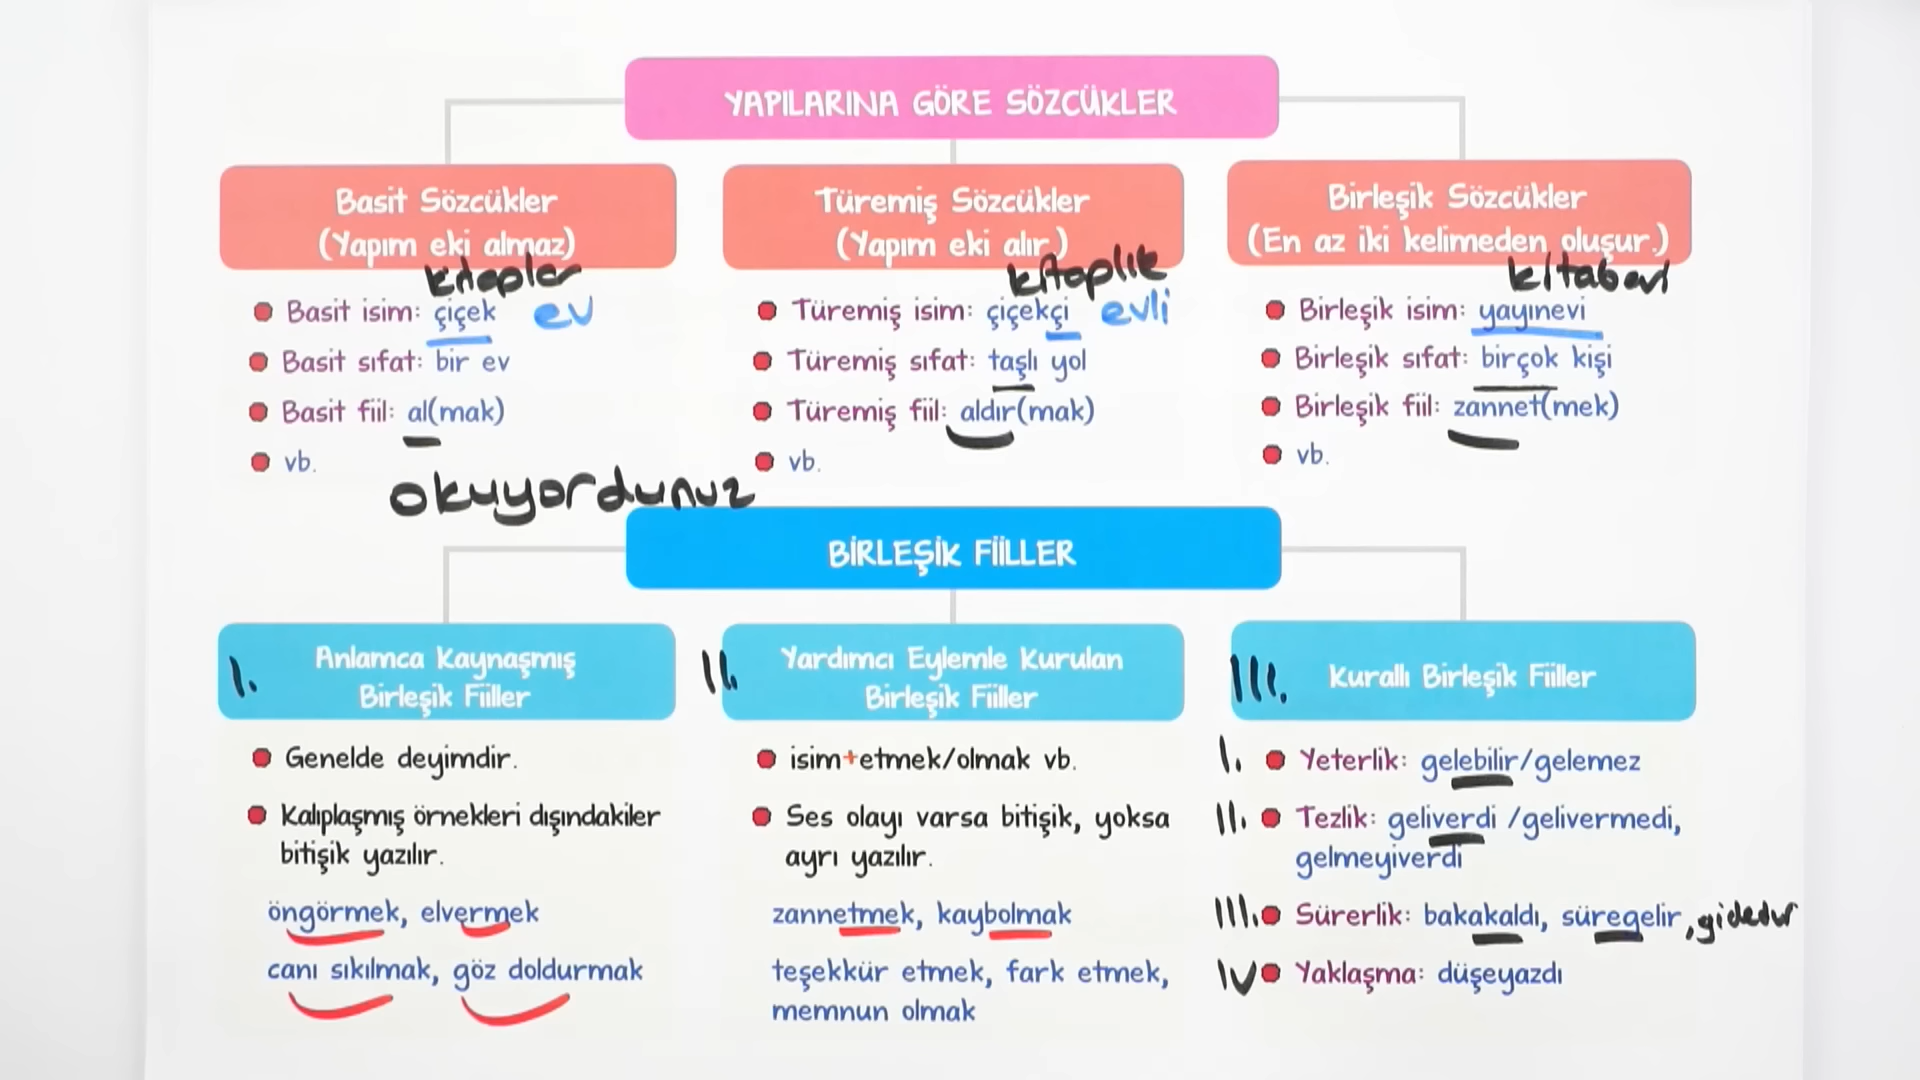 YAPILARINA GÖRE SÖZCÜKLER
Basit Sözcükler
(Yapım eki almaz)
kitaplar
Basit isim: çiçek ev
Basit sıfat: bir ev
Basit fiil: al(mak)
vb.
okuyordunuz
Türemiş Sözcükler
(Yapım eki alır.)
kitaplık
Türemiş isim: çiçekçi evli
Türemiş sıfat: taşlı yol
Türemiş fiil: aldır(mak)
vb.
Birleşik Sözcükler
(En az iki kelimeden oluşur.)
kitabevi
Birleşik isim: yayınevi
Birleşik sıfat: birçok kişi
Birleşik fiil: zannet(mek)
vb.
BİRLEŞİK FİİLLER
I. Anlamca Kaynaşmış
Birleşik Fiiller
Genelde deyimdir.
Kalıplaşmış örnekleri dışındakiler
bitişik yazılır.
öngörmek, elvermek
canı sıkılmak, göz doldurmak
II. Yardımcı Eylemle Kurulan
Birleşik Fiiller
isim+etmek/olmak vb.
Ses olayı varsa bitişik, yoksa
ayrı yazılır.
zannetmek, kaybolmak
teşekkür etmek, fark etmek,
memnun olmak
III. Kurallı Birleşik Fiiller
I. Yeterlik: gelebilir/gelemez
II. Tezlik: geliverdi /gelivermedi,
gelmeyiverdi
III. Sürerlik: bakakaldı, süregelir, gidedur
IV Yaklaşma: düşeyazdı